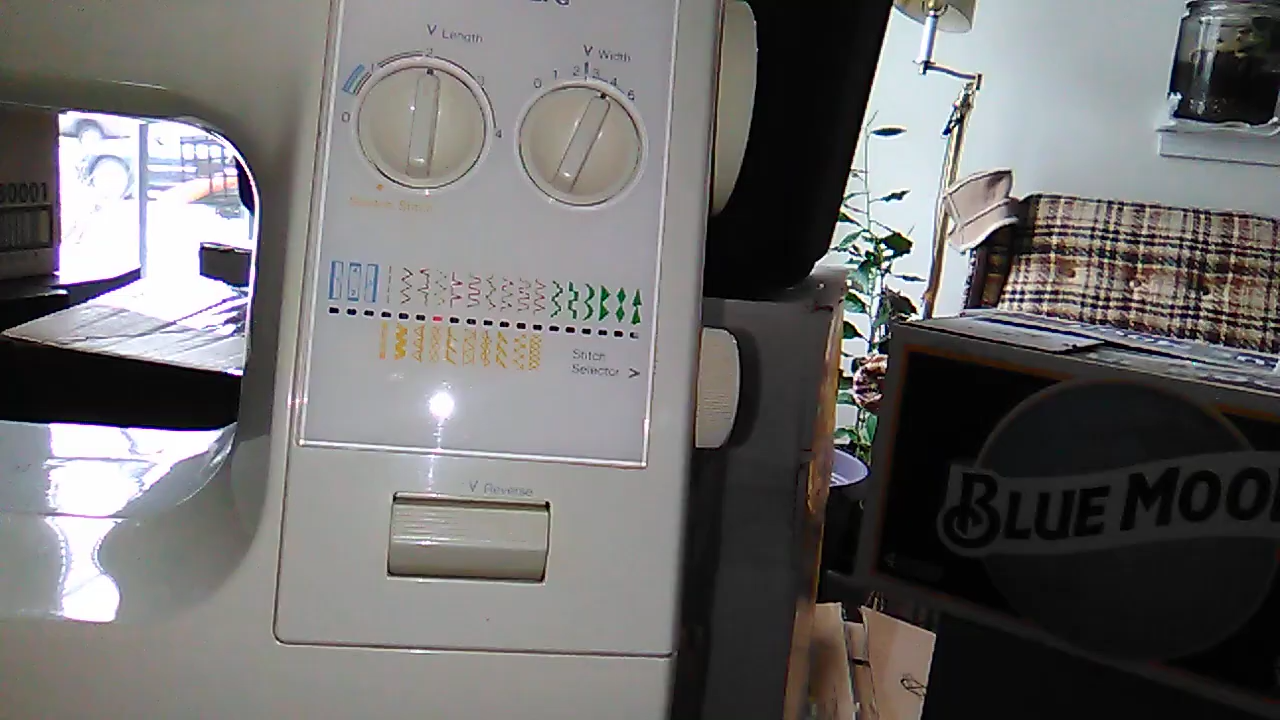 V Length
0
1
2
3
4
V Width
0 1 2 3 4 5
Stitch
Selector >
V Reverse
BLUE MOO